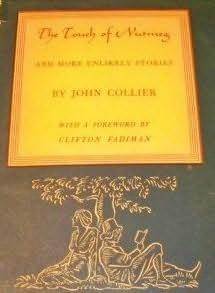 The Touch of Nutmeg
AND MORE UNLIKELY STORIES
BY JOHN COLLIER
WITH A FOREWORD BY
CLIFTON FADIMAN